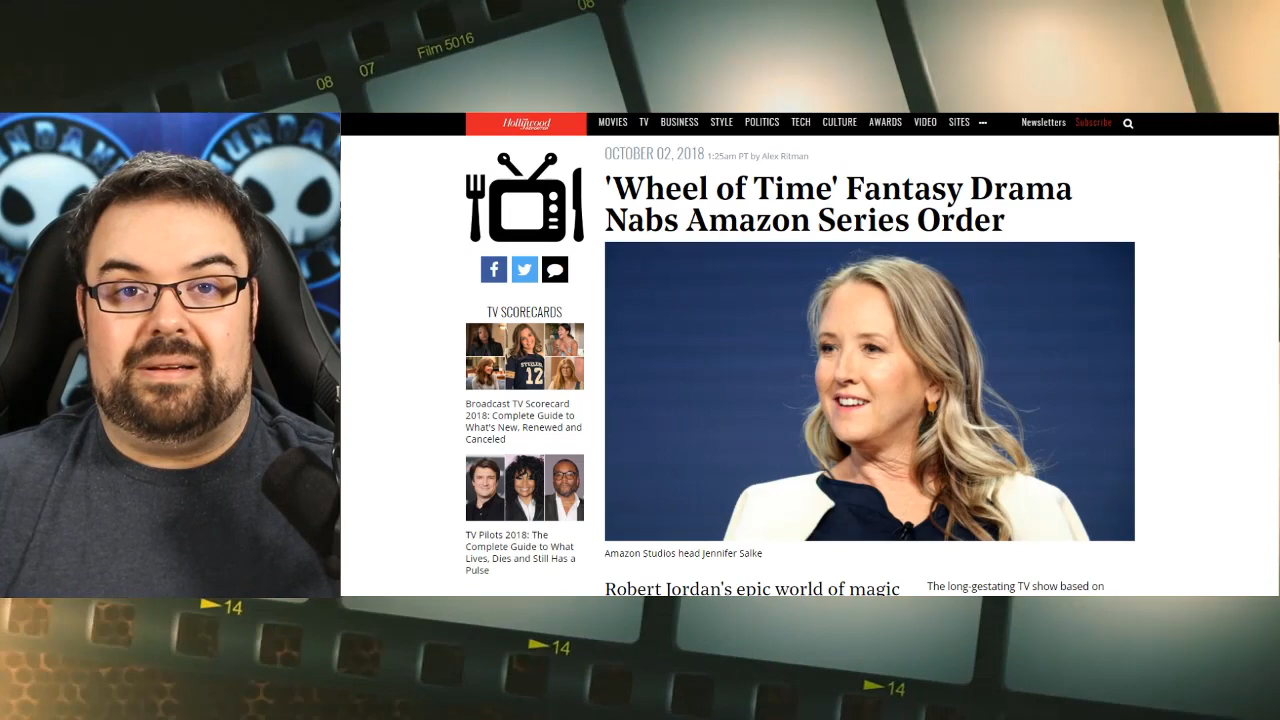 08
Film 5016
07
08
UNDANE
MUNDAN
Hollywood
REPORTER
MOVIES TV BUSINESS STYLE POLITICS TECH CULTURE AWARDS VIDEO SITES ••• Newsletters Subscribe
OCTOBER 02, 2018 1:25am PT by Alex Ritman
'Wheel of Time' Fantasy Drama
Nabs Amazon Series Order
TV SCORECARDS
STEELERS
12
Broadcast TV Scorecard
2018: Complete Guide to
What's New, Renewed and
Canceled
TV Pilots 2018: The
Complete Guide to What
Lives, Dies and Still Has a
Pulse
Amazon Studios head Jennifer Salke
Robert Jordan's epic world of magic
The long-gestating TV show based on
14
14
14